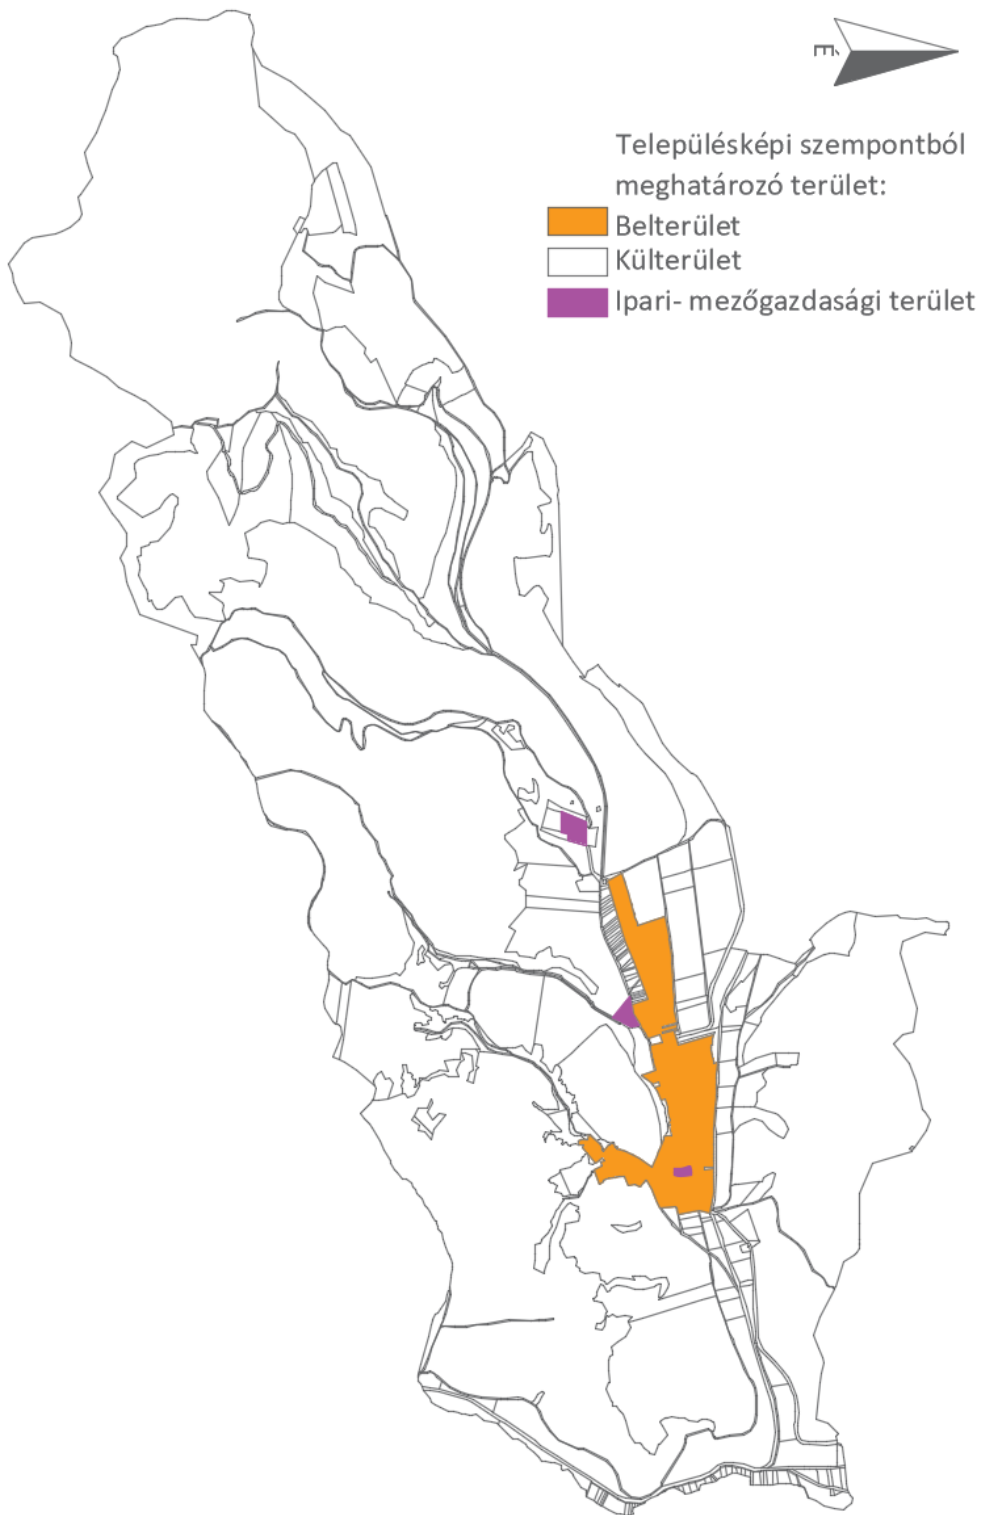 É
Településképi szempontból
meghatározó terület:
Belterület
Külterület
Ipari- mezőgazdasági terület